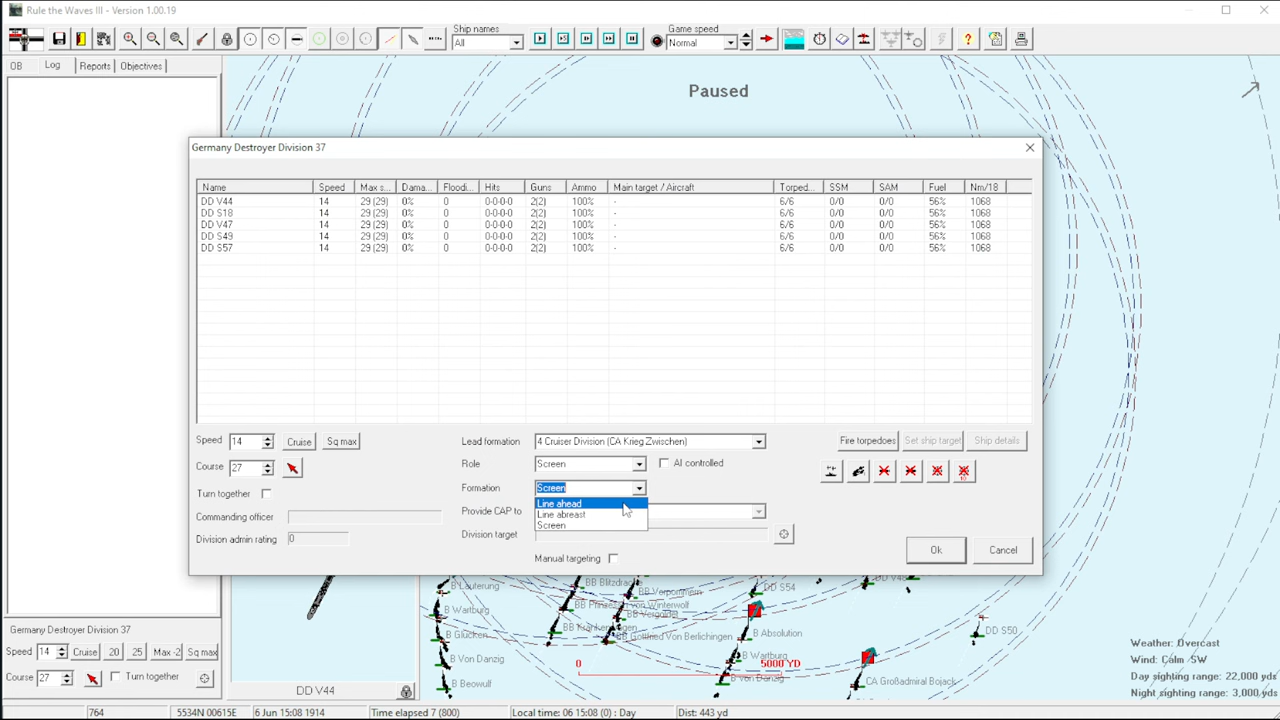 Rule the Waves III - Version 1.00.19
Ship names
All
Game speed
Normal
OB Log Reports Objectives
Paused
Germany Destroyer Division 37
Name Speed Max s... Dama... Floodi... Hits Guns Ammo Main target / Aircraft Torped... SSM SAM Fuel Nm/18
DD V44 14 29 (29) 0% 0 0-0-0-0 2(2) 100% - 6/6 0/0 0/0 56% 1068
DD S18 14 29 (29) 0% 0 0-0-0-0 2(2) 100% - 6/6 0/0 0/0 56% 1068
DD V47 14 29 (29) 0% 0 0-0-0-0 2(2) 100% - 6/6 0/0 0/0 56% 1068
DD S49 14 29 (29) 0% 0 0-0-0-0 2(2) 100% - 6/6 0/0 0/0 56% 1068
DD S57 14 29 (29) 0% 0 0-0-0-0 2(2) 100% - 6/6 0/0 0/0 56% 1068
Speed 14 Cruise Sq max Lead formation 4 Cruiser Division (CA Krieg Zwischen) Fire torpedoes Set ship target Ship details
Course 27 Role Screen AI controlled
Turn together Formation Screen
Line ahead
Line abreast
Screen
Commanding officer Provide CAP to
Division admin rating 0 Division target
Manual targeting
Ok Cancel
B Lauterung BB Blitzdrache DD S54 DD V48
B Wartburg BB Prinzessin von Winterwolf BB Vorpommern
BB Vergelder
B Glucken BB Krankeningen BB Gottfried Von Berlichingen B Absolution DD S50
B Von Danzig B Wartburg
B Beowulf B Von Danzig CA Großadmiral Bojack
0 5000 YD
Weather: Overcast
Wind: Calm SW
Day sighting range: 22,000 yds
Night sighting range: 3,000 yds
Germany Destroyer Division 37
Speed 14 Cruise 20 25 Max -2 Sq max
Course 27 Turn together
DD V44
764 5534N 00615E 6 Jun 15:08 1914 Time elapsed 7 (800) Local time: 06 15:08 (0) : Day Dist: 443 yd